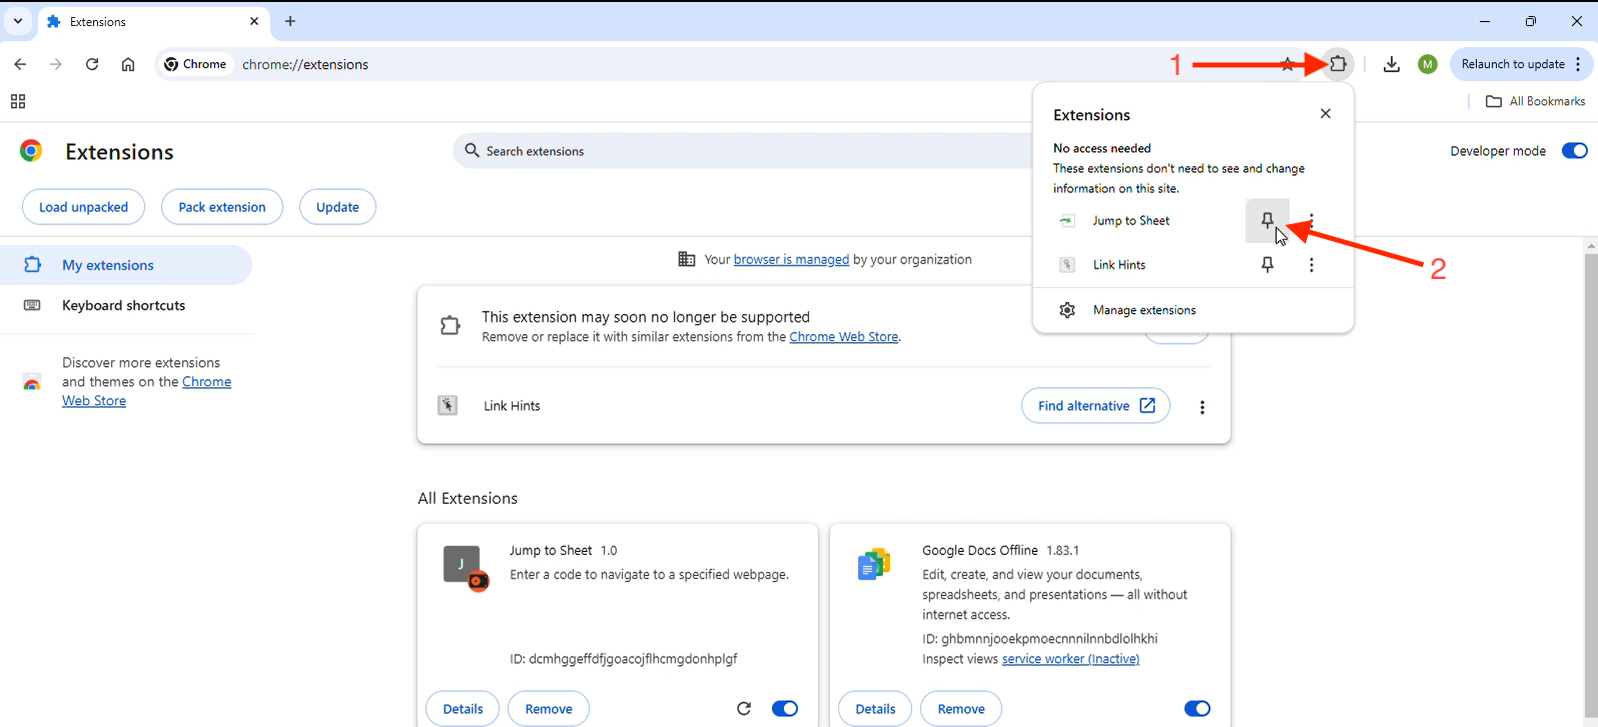 Extensions
Chrome
chrome://extensions
1
M
Relaunch to update
All Bookmarks
Extensions
Search extensions
Developer mode
Load unpacked
Pack extension
Update
Extensions
No access needed
These extensions don't need to see and change
information on this site.
Jump to Sheet
Link Hints
Manage extensions
2
My extensions
Keyboard shortcuts
Discover more extensions
and themes on the Chrome
Web Store
Your browser is managed by your organization
This extension may soon no longer be supported
Remove or replace it with similar extensions from the Chrome Web Store.
Link Hints
Find alternative
All Extensions
J
Jump to Sheet 1.0
Enter a code to navigate to a specified webpage.
ID: dcmhggeffdfjgoacojflhcmgdonhplgf
Details
Remove
Google Docs Offline 1.83.1
Edit, create, and view your documents,
spreadsheets, and presentations — all without
internet access.
ID: ghbmnnjooekpmoecnnnilnnbdlolhkhi
Inspect views service worker (Inactive)
Details
Remove